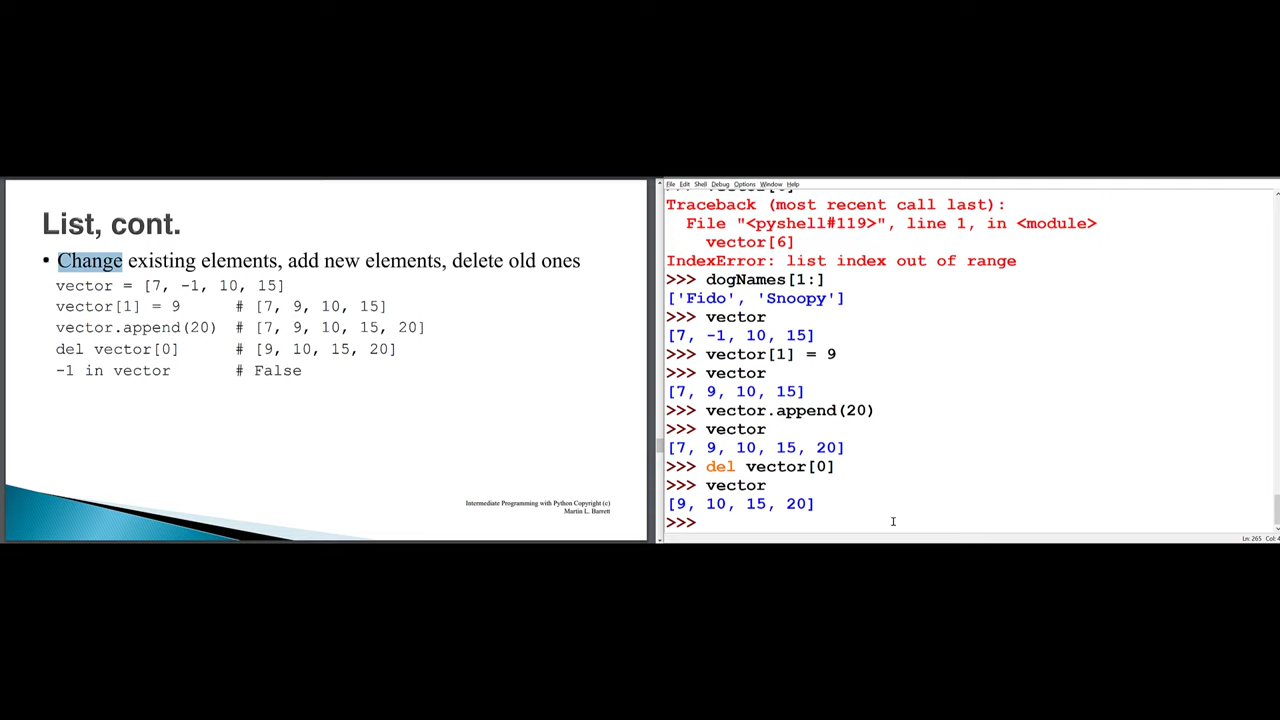 List, cont.
• Change existing elements, add new elements, delete old ones
vector = [7, -1, 10, 15]
vector[1] = 9 # [7, 9, 10, 15]
vector.append(20) # [7, 9, 10, 15, 20]
del vector[0] # [9, 10, 15, 20]
-1 in vector # False
Intermediate Programming with Python Copyright (c)
Martin L. Barrett
File Edit Shell Debug Options Window Help
Traceback (most recent call last):
File "<pyshell#119>", line 1, in <module>
vector[6]
IndexError: list index out of range
>>> dogNames[1:]
['Fido', 'Snoopy']
>>> vector
[7, -1, 10, 15]
>>> vector[1] = 9
>>> vector
[7, 9, 10, 15]
>>> vector.append(20)
>>> vector
[7, 9, 10, 15, 20]
>>> del vector[0]
>>> vector
[9, 10, 15, 20]
>>>
Ln: 265 Col: 4